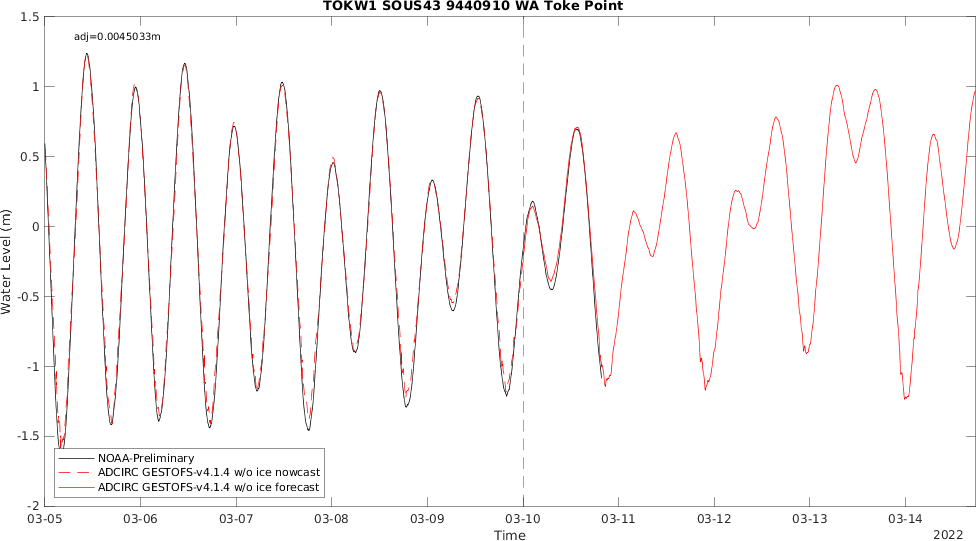 TOKW1 SOUS43 9440910 WA Toke Point
adj=0.0045033m
1.5
1
0.5
0
-0.5
-1
-1.5
-2
Water Level (m)
NOAA-Preliminary
ADCIRC GESTOFS-v4.1.4 w/o ice nowcast
ADCIRC GESTOFS-v4.1.4 w/o ice forecast
03-05 03-06 03-07 03-08 03-09 03-10 03-11 03-12 03-13 03-14
Time
2022